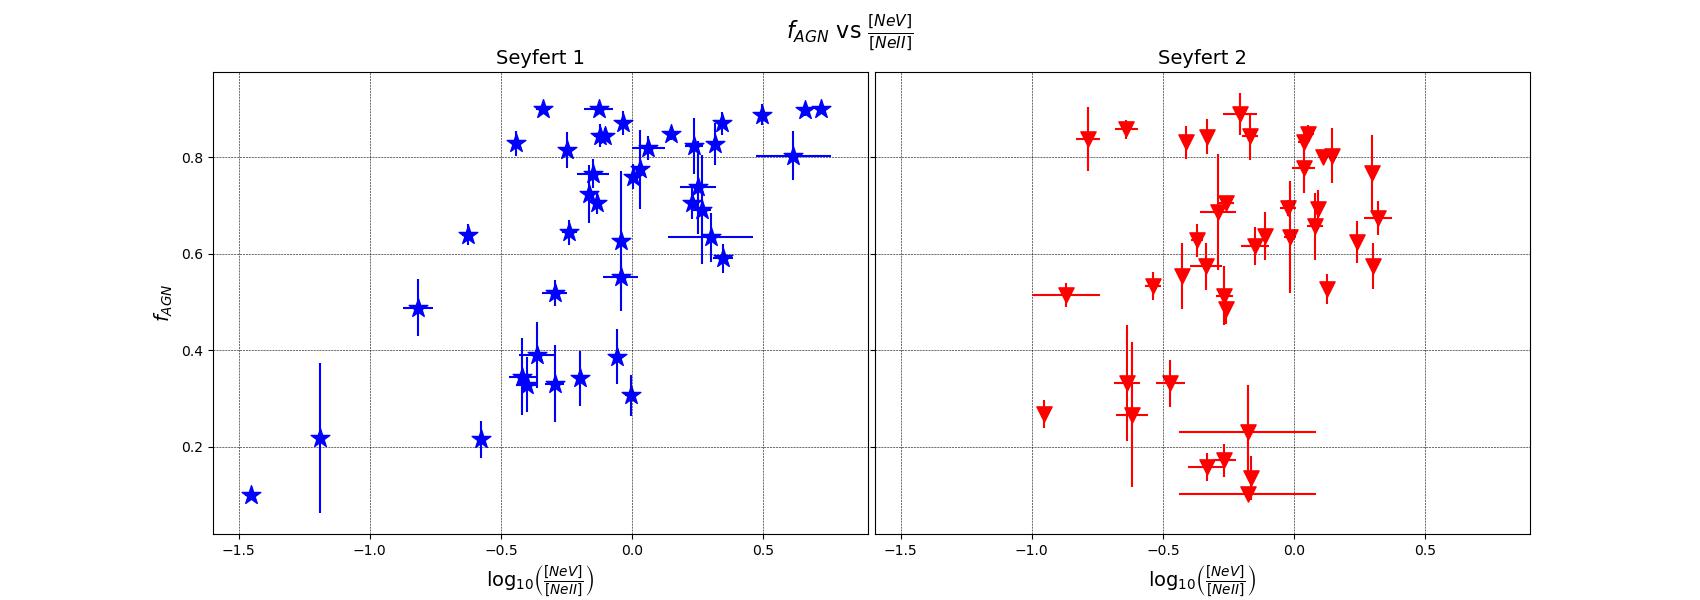 f_AGN vs [NeV]/[NeII]
Seyfert 1
Seyfert 2
f_AGN
0.8
0.6
0.4
0.2
−1.5 −1.0 −0.5 0.0 0.5
−1.5 −1.0 −0.5 0.0 0.5
log₁₀([NeV]/[NeII])
log₁₀([NeV]/[NeII])